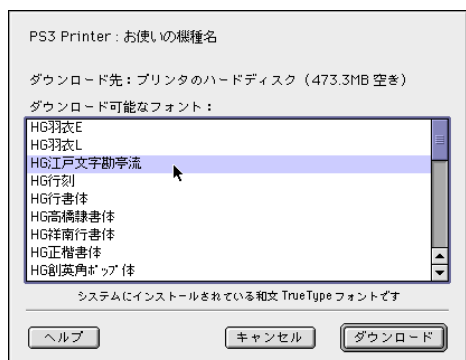 PS3 Printer : お使いの機種名
ダウンロード先：プリンタのハードディスク（473.3MB 空き）
ダウンロード可能なフォント：
HG羽衣E
HG羽衣L
HG江戸文字勘亭流
HG行刻
HG行書体
HG高橋隷書体
HG祥南行書体
HG正楷書体
HG創英角ﾎﾟｯﾌﾟ体
システムにインストールされている和文 TrueType フォントです
ヘルプ
キャンセル
ダウンロード